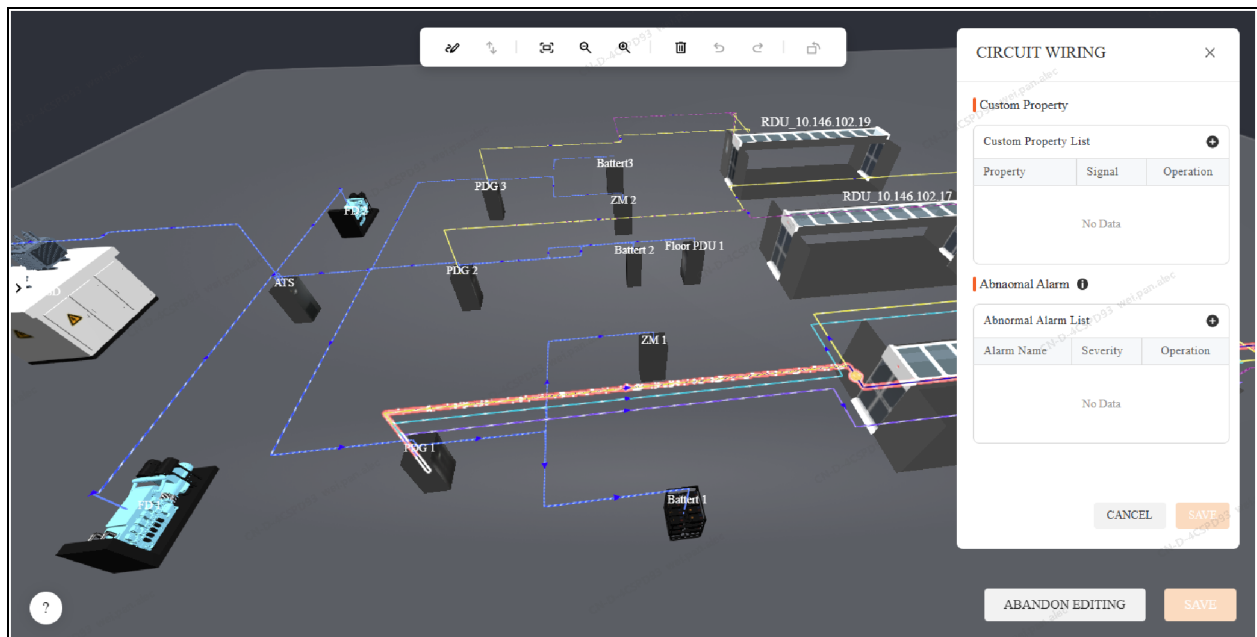 CIRCUIT WIRING
Custom Property
Custom Property List
Property Signal Operation
No Data
Abnaomal Alarm
Abnormal Alarm List
Alarm Name Severity Operation
No Data
CANCEL SAVE
ABANDON EDITING SAVE
RDU_10.146.102.19
Battert3
PDG 3
ZM 2
RDU_10.146.102.17
Battert 2
Floor PDU 1
PDG 2
ATS
ZM 1
PDG 1
Battert 1
?